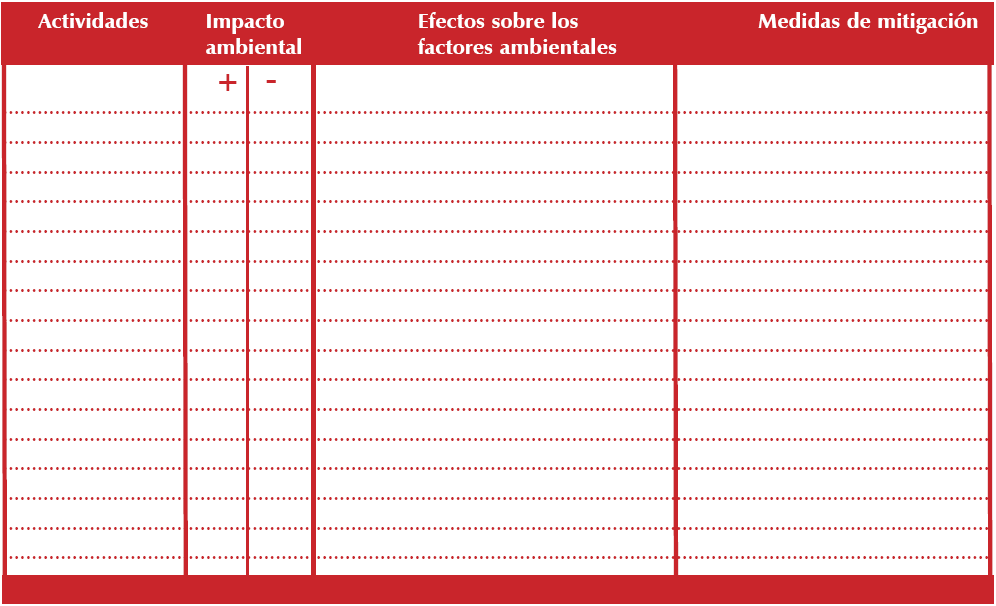 Actividades
Impacto
ambiental
Efectos sobre los
factores ambientales
Medidas de mitigación
+ -